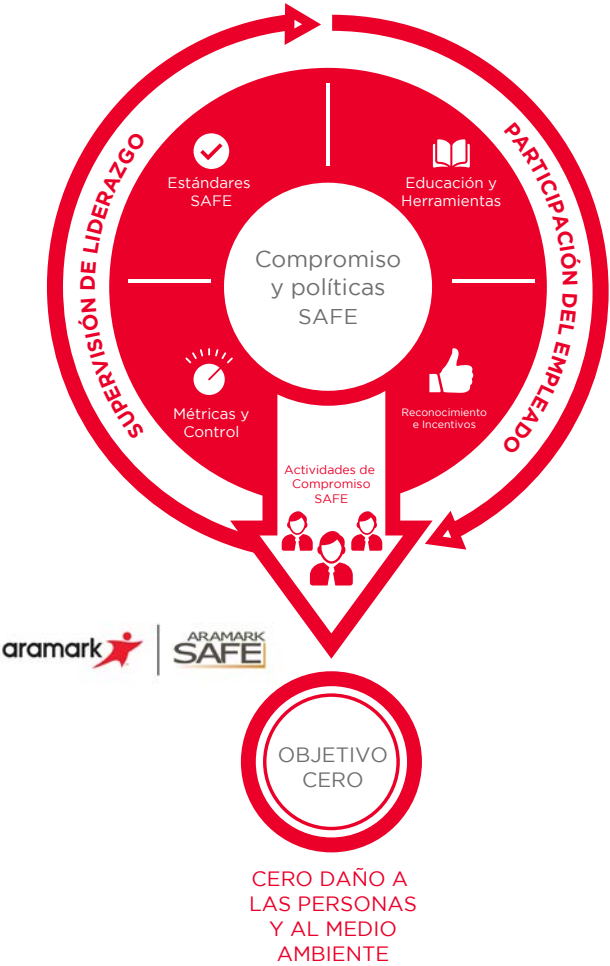 SUPERVISIÓN DE LIDERAZGO
PARTICIPACIÓN DEL EMPLEADO
Estándares
SAFE
Educación y
Herramientas
Compromiso
y políticas
SAFE
Métricas y
Control
Reconocimiento
e Incentivos
Actividades de
Compromiso
SAFE
aramark
ARAMARK
SAFE
OBJETIVO
CERO
CERO DAÑO A
LAS PERSONAS
Y AL MEDIO
AMBIENTE